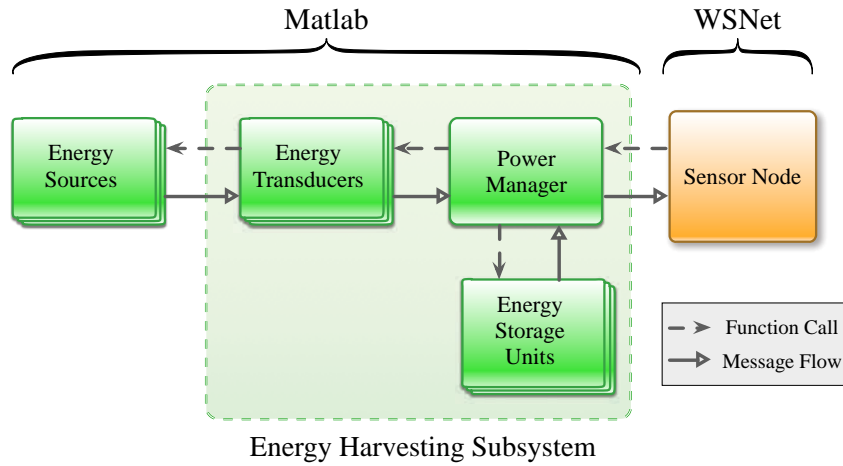 Matlab
WSNet
Energy
Sources
Energy
Transducers
Power
Manager
Sensor Node
Energy
Storage
Units
Function Call
Message Flow
Energy Harvesting Subsystem